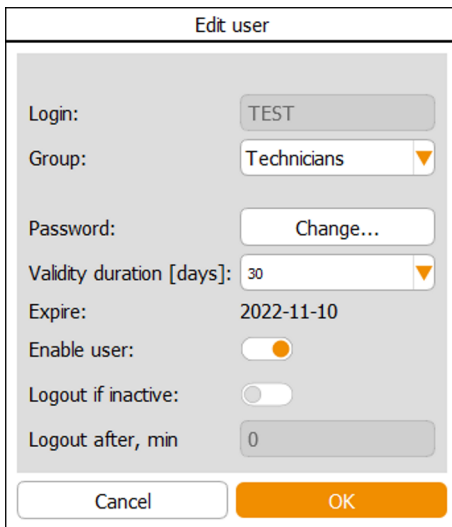 Edit user
Login: TEST
Group: Technicians
Password: Change...
Validity duration [days]: 30
Expire: 2022-11-10
Enable user:
Logout if inactive:
Logout after, min 0
Cancel OK